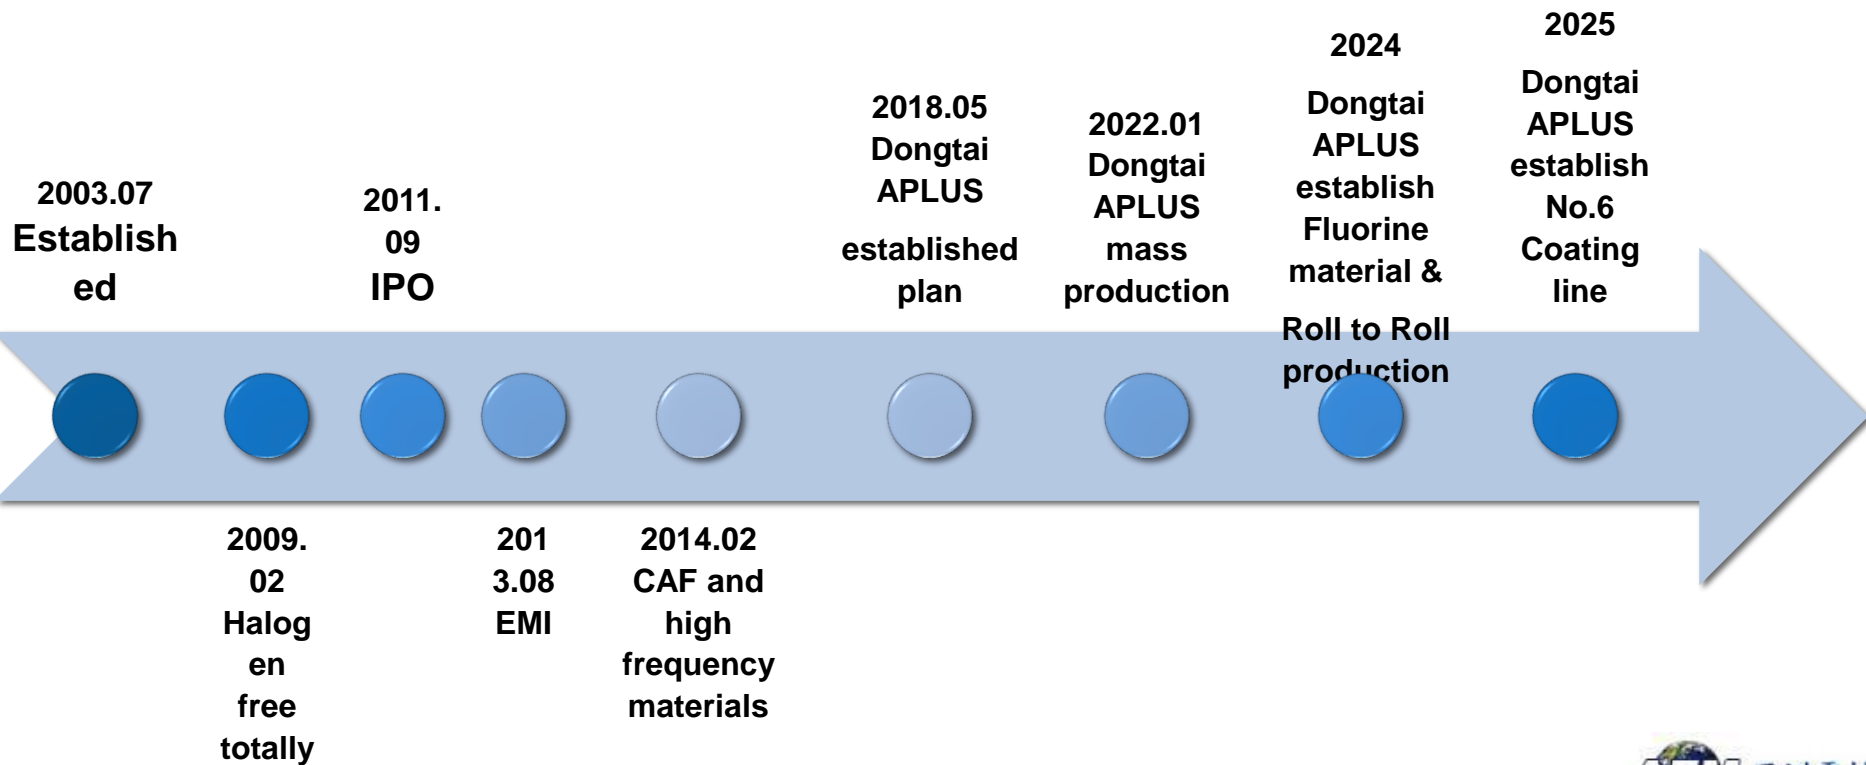 2003.07
Establish
ed
2009.
02
Halog
en
free
totally
2011.
09
IPO
201
3.08
EMI
2014.02
CAF and
high
frequency
materials
2018.05
Dongtai
APLUS
established
plan
2022.01
Dongtai
APLUS
mass
production
2024
Dongtai
APLUS
establish
Fluorine
material &
Roll to Roll
production
2025
Dongtai
APLUS
establish
No.6
Coating
line